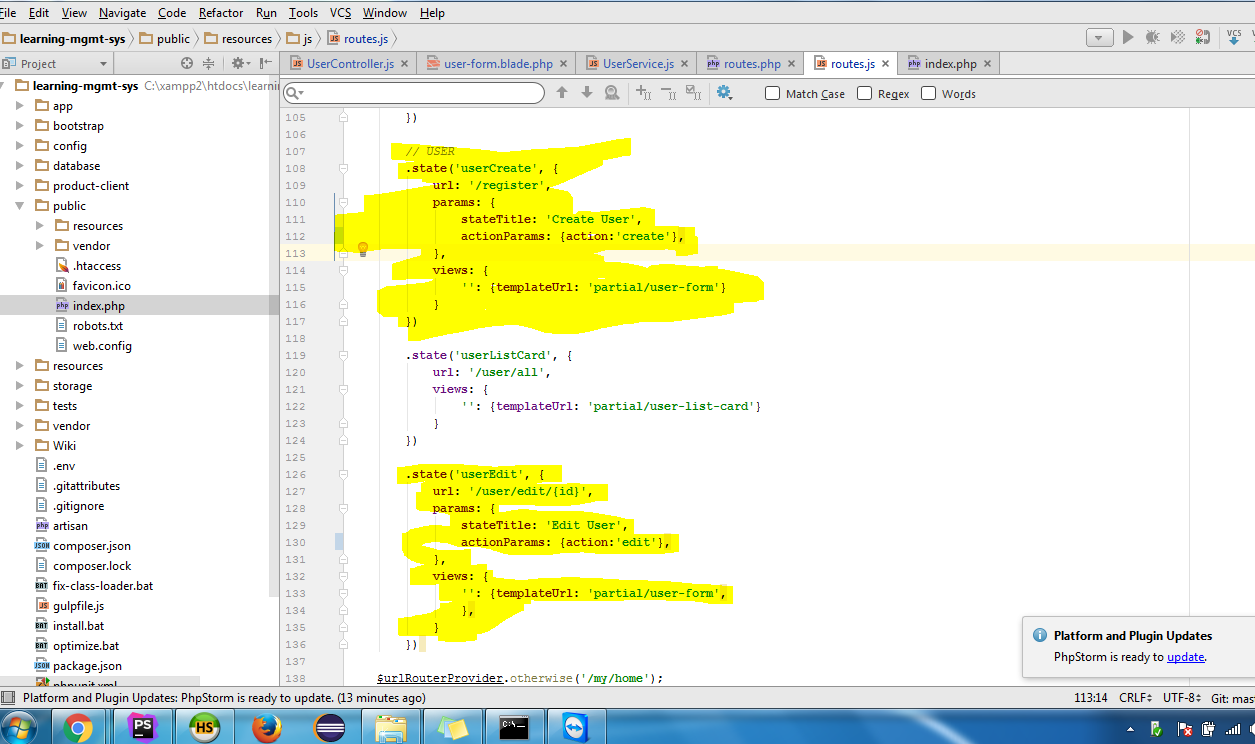 File Edit View Navigate Code Refactor Run Tools VCS Window Help
learning-mgmt-sys public resources js routes.js
VCS
Project
UserController.js user-form.blade.php UserService.js routes.php routes.js index.php
Match Case Regex Words
learning-mgmt-sys C:\xampp2\htdocs\learni
app
bootstrap
config
database
product-client
public
resources
vendor
.htaccess
favicon.ico
index.php
robots.txt
web.config
resources
storage
tests
vendor
Wiki
.env
.gitattributes
.gitignore
artisan
composer.json
composer.lock
fix-class-loader.bat
gulpfile.js
install.bat
optimize.bat
package.json
phpunit.xml
105 })
106
107 // USER
108 .state('userCreate', {
109 url: '/register',
110 params: {
111 stateTitle: 'Create User',
112 actionParams: {action:'create'},
113 },
114 views: {
115 '': {templateUrl: 'partial/user-form'}
116 }
117 })
118
119 .state('userListCard', {
120 url: '/user/all',
121 views: {
122 '': {templateUrl: 'partial/user-list-card'}
123 }
124 })
125
126 .state('userEdit', {
127 url: '/user/edit/{id}',
128 params: {
129 stateTitle: 'Edit User',
130 actionParams: {action:'edit'},
131 },
132 views: {
133 '': {templateUrl: 'partial/user-form',
134 },
135 }
136 })
137
138 $urlRouterProvider.otherwise('/my/home');
Platform and Plugin Updates
PhpStorm is ready to update.
Platform and Plugin Updates: PhpStorm is ready to update. (13 minutes ago) 113:14 CRLF UTF-8 Git: mas
PS HS C:\